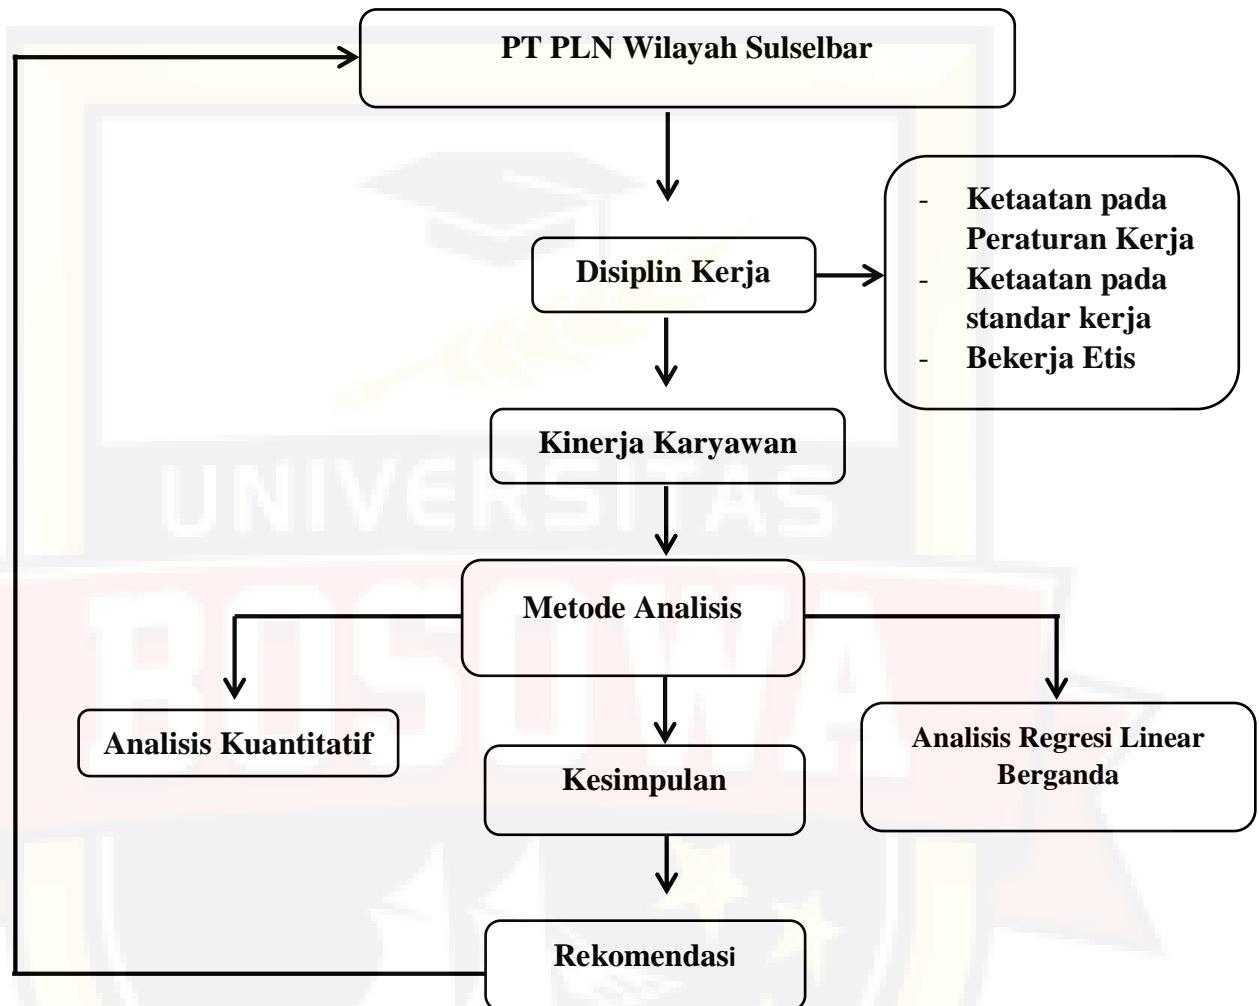 PT PLN Wilayah Sulselbar
Disiplin Kerja
- Ketaatan pada
Peraturan Kerja
- Ketaatan pada
standar kerja
- Bekerja Etis
Kinerja Karyawan
UNIVERSITAS
Metode Analisis
BOSOWA
Analisis Kuantitatif
Analisis Regresi Linear
Berganda
Kesimpulan
Rekomendasi